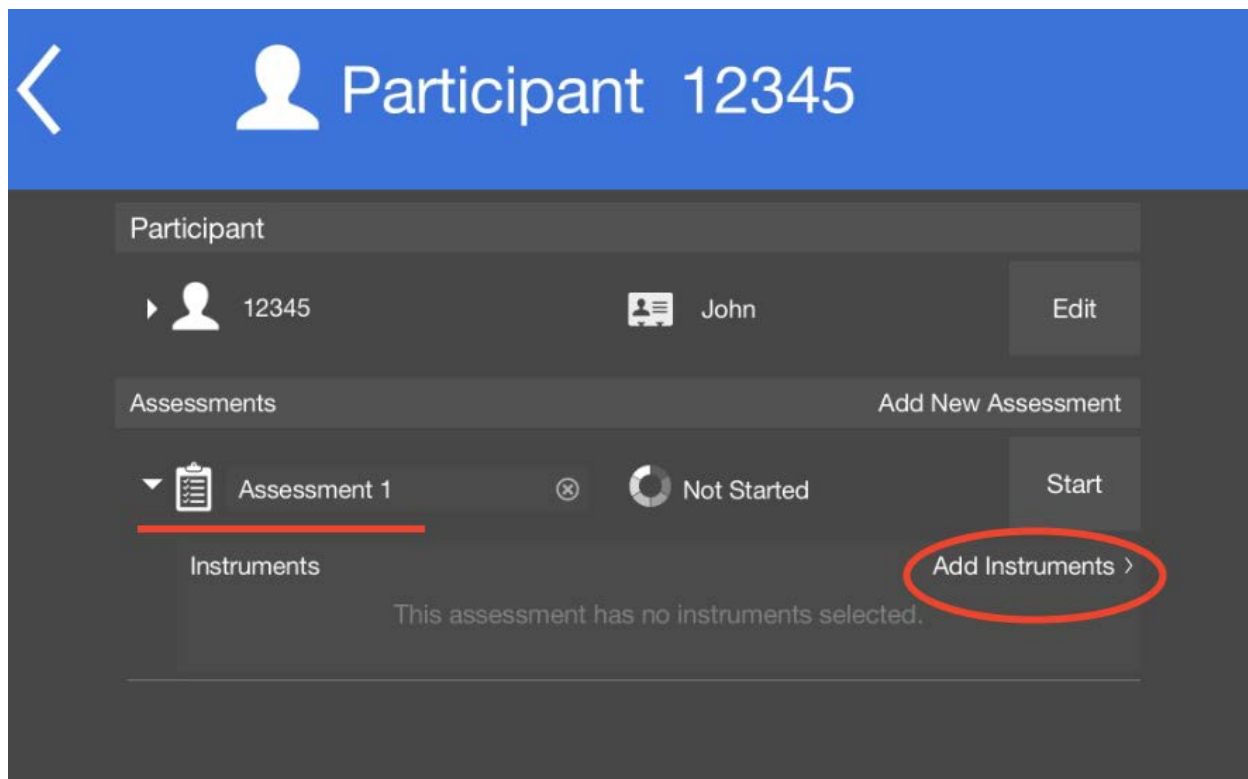 Participant 12345
Participant
12345 John Edit
Assessments Add New Assessment
Assessment 1 Not Started Start
Instruments Add Instruments >
This assessment has no instruments selected.